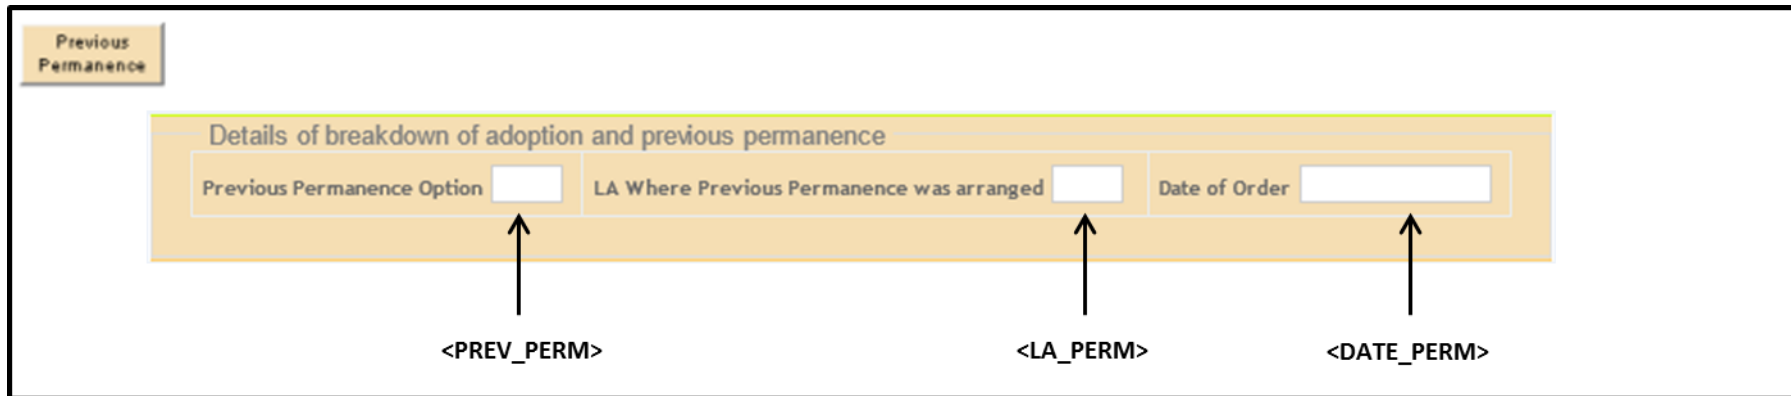 Previous
Permanence
Details of breakdown of adoption and previous permanence
Previous Permanence Option LA Where Previous Permanence was arranged Date of Order
<PREV_PERM> <LA_PERM> <DATE_PERM>